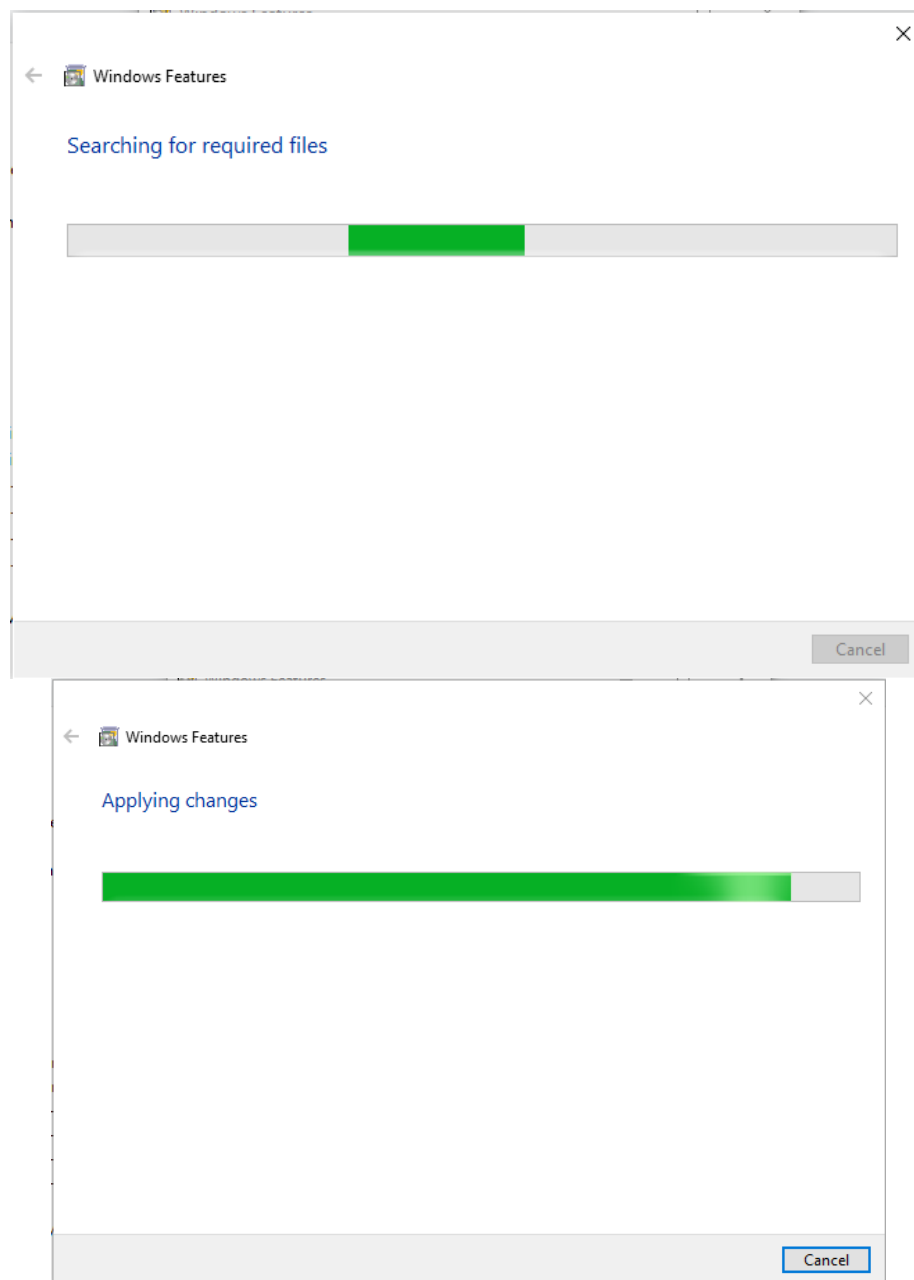 Windows Features
Searching for required files
Cancel
Windows Features
Applying changes
Cancel